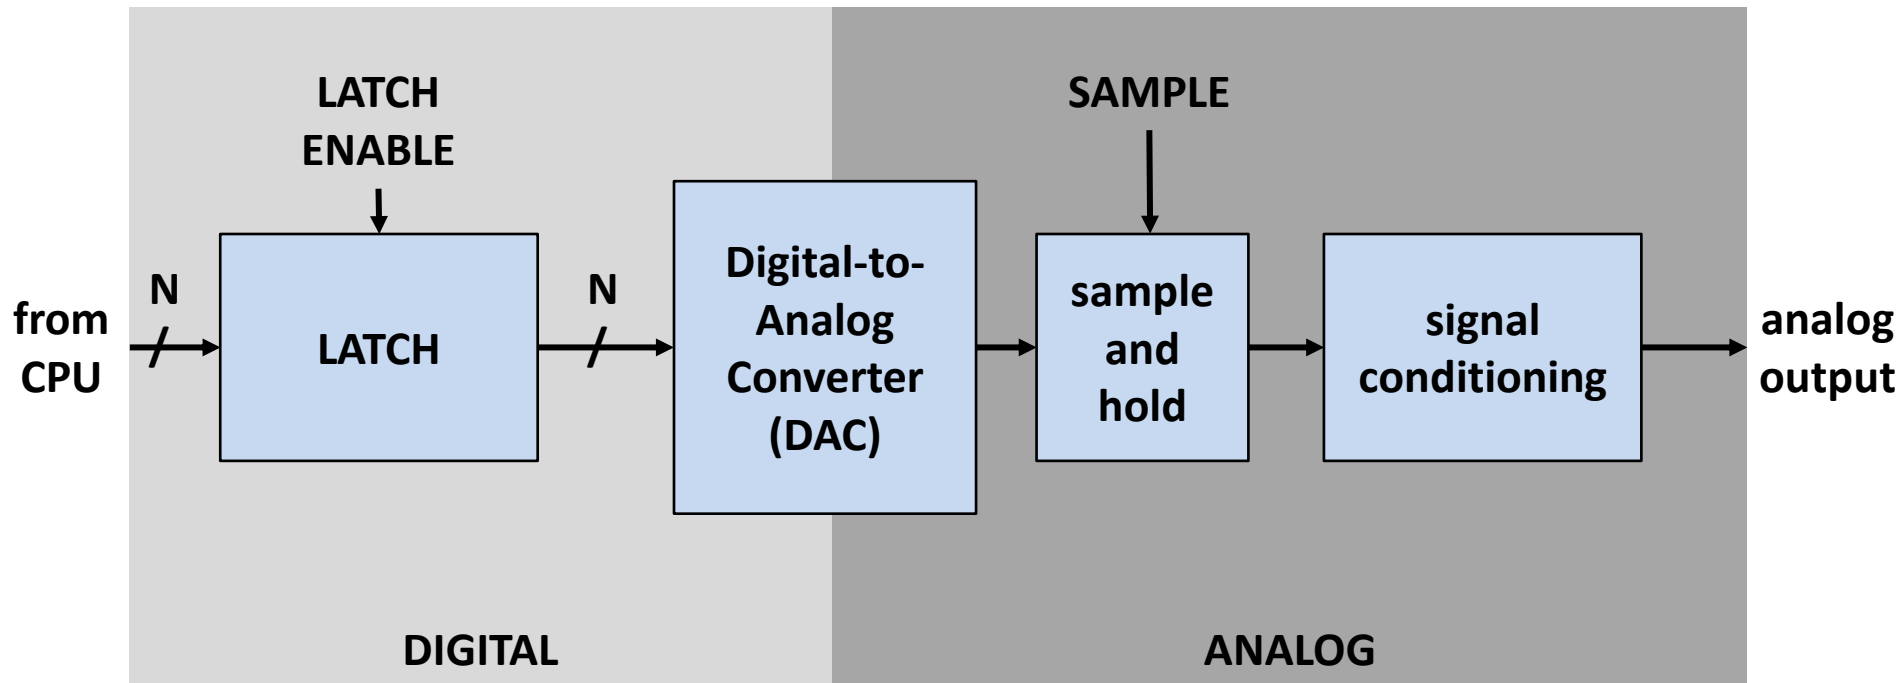 LATCH
ENABLE
SAMPLE
from
CPU
N
LATCH
N
Digital-to-
Analog
Converter
(DAC)
sample
and
hold
signal
conditioning
analog
output
DIGITAL
ANALOG